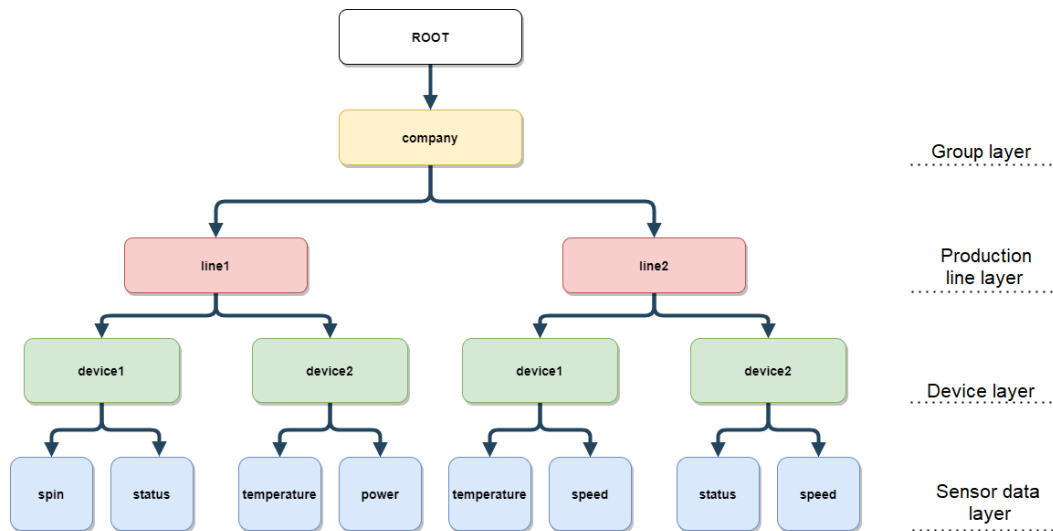 ROOT
company
Group layer
line1
line2
Production
line layer
device1
device2
device1
device2
Device layer
spin
status
temperature
power
temperature
speed
status
speed
Sensor data
layer